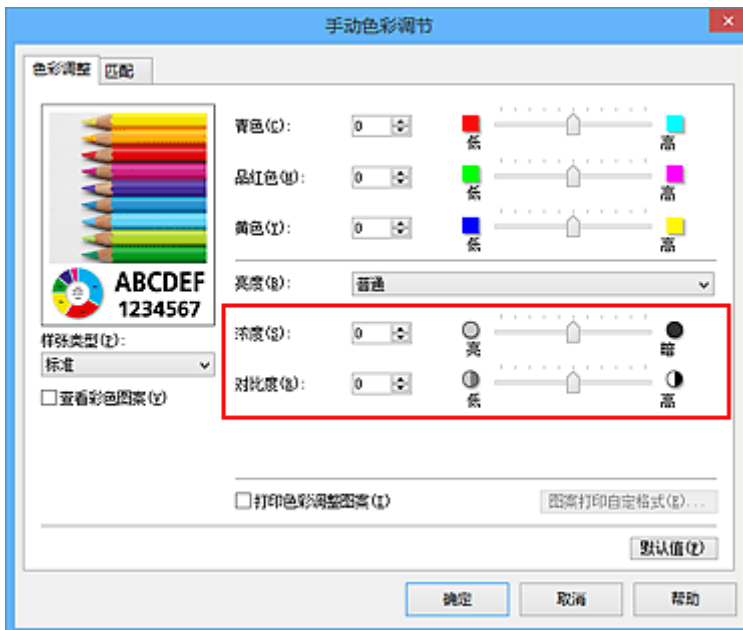 手动色彩调节
色彩调整 匹配
ABCDEF
1234567
样张类型(P):
标准
查看彩色图案(V)
青色(C): 0 低 高
品红色(M): 0 低 高
黄色(Y): 0 低 高
亮度(B): 普通
浓度(S): 0 亮 暗
对比度(R): 0 低 高
打印色彩调整图案(I)
图案打印自定格式(E)...
默认值(F)
确定 取消 帮助